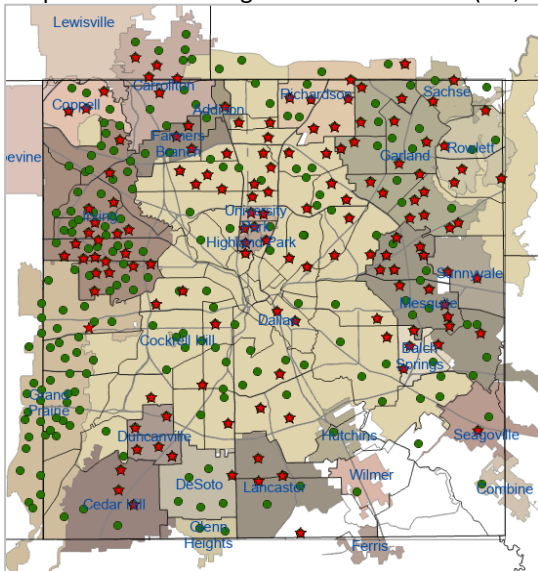 Lewisville
Carrollton
Coppell
Addison
Richardson
Sachse
Farmers
Branch
Garland
Rowlett
evine
Irving
University
Park
Highland Park
Sunnyvale
Mesquite
Dallas
Cockrell Hill
Balch
Springs
Grand
Prairie
Duncanville
Hutchins
Seagoville
DeSoto
Lancaster
Wilmer
Cedar Hill
Combine
Glenn
Heights
Ferris